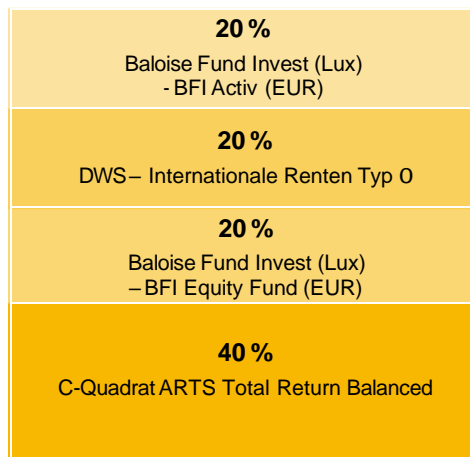 20 %
Baloise Fund Invest (Lux)
- BFI Activ (EUR)
20 %
DWS – Internationale Renten Typ O
20 %
Baloise Fund Invest (Lux)
– BFI Equity Fund (EUR)
40 %
C-Quadrat ARTS Total Return Balanced